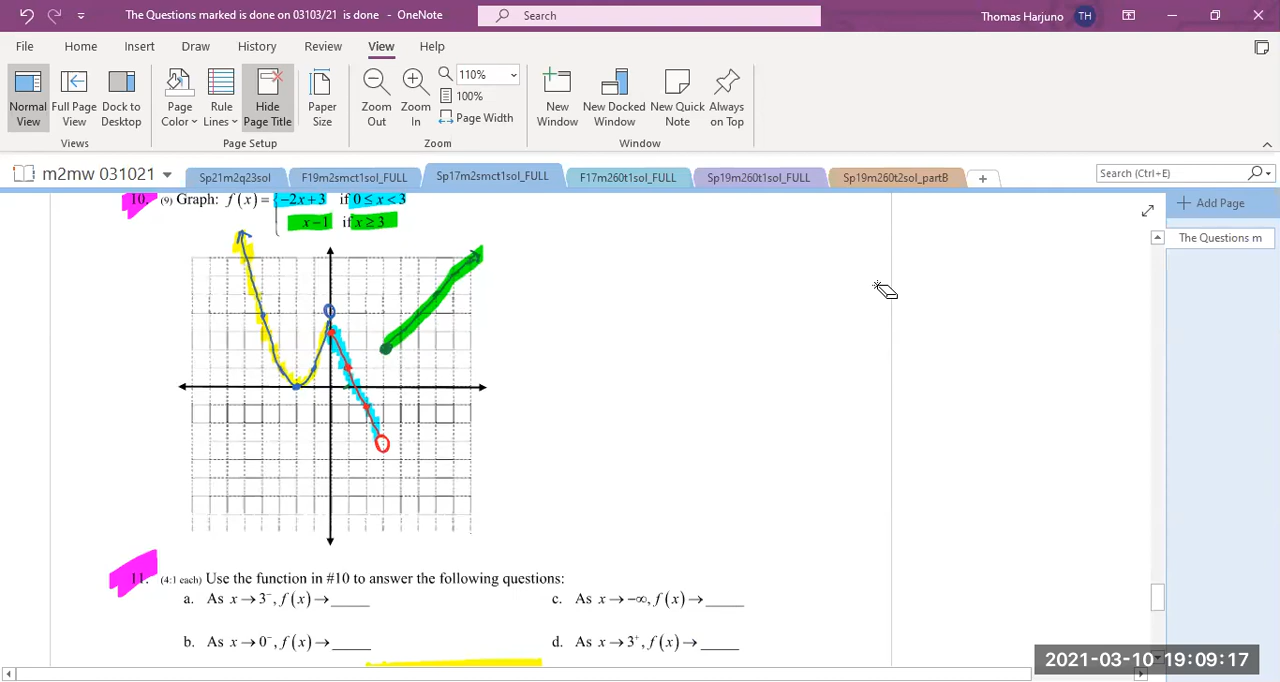 The Questions marked is done on 03103/21 is done - OneNote
Search
Thomas Harjuno TH
File Home Insert Draw History Review View Help
Normal View
Full Page View
Dock to Desktop
Views
Page Color
Rule Lines
Hide Page Title
Paper Size
Page Setup
Zoom Out
Zoom In
110%
100%
Page Width
Zoom
New Window
New Docked Window
New Quick Note
Always on Top
Window
m2mw 031021
Sp21m2q23sol F19m2smct1sol_FULL Sp17m2smct1sol_FULL F17m260t1sol_FULL Sp19m260t1sol_FULL Sp19m260t2sol_partB +
Search (Ctrl+E)
Add Page
The Questions m
10. (9) Graph: f(x) = { −2x+3 if 0 ≤ x < 3
x−1 if x ≥ 3
11. (4:1 each) Use the function in #10 to answer the following questions:
a. As x → 3⁻, f(x) → _____ c. As x → −∞, f(x) → _____
b. As x → 0⁻, f(x) → _____ d. As x → 3⁺, f(x) → _____
2021-03-10 19:09:17